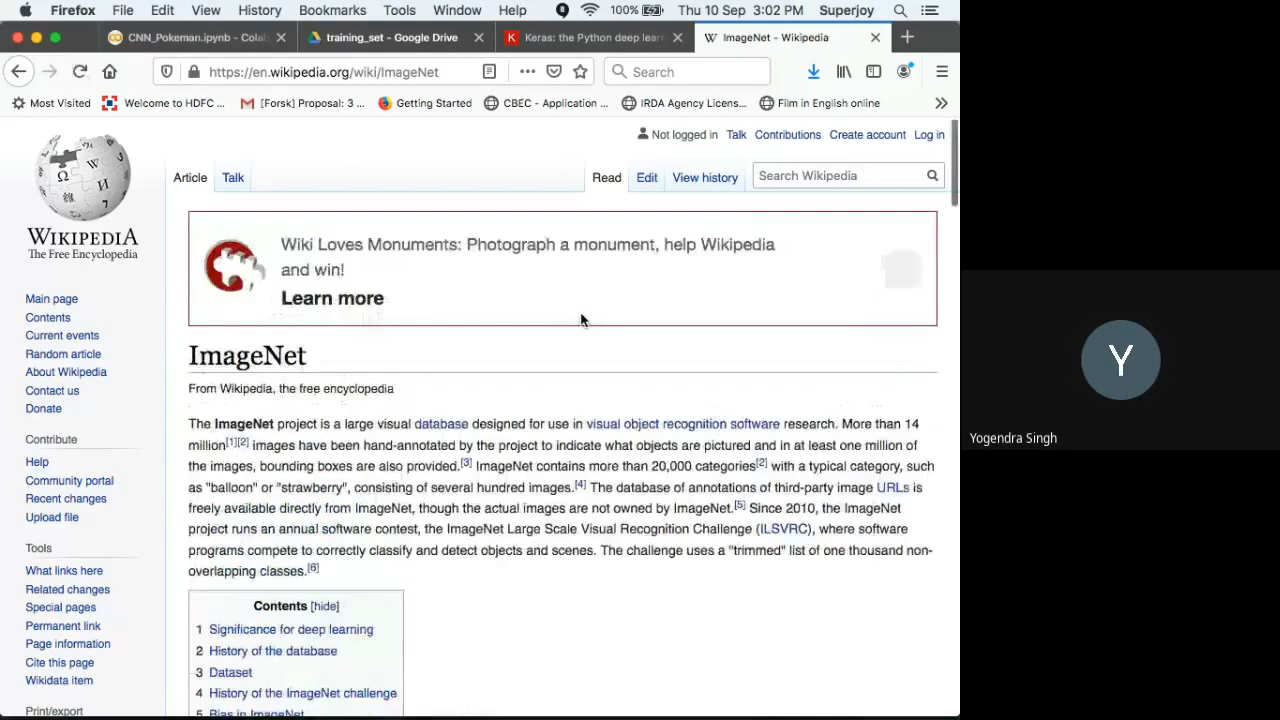 Firefox File Edit View History Bookmarks Tools Window Help 100% Thu 10 Sep 3:02 PM Superjoy
CNN_Pokeman.ipynb - Colab training_set - Google Drive Keras: the Python deep lear ImageNet - Wikipedia
https://en.wikipedia.org/wiki/ImageNet Search
Most Visited Welcome to HDFC ... [Forsk] Proposal: 3 ... Getting Started CBEC - Application ... IRDA Agency Licens... Film in English online
Not logged in Talk Contributions Create account Log in
Article Talk Read Edit View history Search Wikipedia
WIKIPEDIA
The Free Encyclopedia
Main page
Contents
Current events
Random article
About Wikipedia
Contact us
Donate
Contribute
Help
Community portal
Recent changes
Upload file
Tools
What links here
Related changes
Special pages
Permanent link
Page information
Cite this page
Wikidata item
Print/export
Wiki Loves Monuments: Photograph a monument, help Wikipedia
and win!
Learn more
ImageNet
From Wikipedia, the free encyclopedia
The ImageNet project is a large visual database designed for use in visual object recognition software research. More than 14
million[1][2] images have been hand-annotated by the project to indicate what objects are pictured and in at least one million of
the images, bounding boxes are also provided.[3] ImageNet contains more than 20,000 categories[2] with a typical category, such
as "balloon" or "strawberry", consisting of several hundred images.[4] The database of annotations of third-party image URLs is
freely available directly from ImageNet, though the actual images are not owned by ImageNet.[5] Since 2010, the ImageNet
project runs an annual software contest, the ImageNet Large Scale Visual Recognition Challenge (ILSVRC), where software
programs compete to correctly classify and detect objects and scenes. The challenge uses a "trimmed" list of one thousand non-
overlapping classes.[6]
Contents [hide]
1 Significance for deep learning
2 History of the database
3 Dataset
4 History of the ImageNet challenge
5 Bias in ImageNet
Y
Yogendra Singh